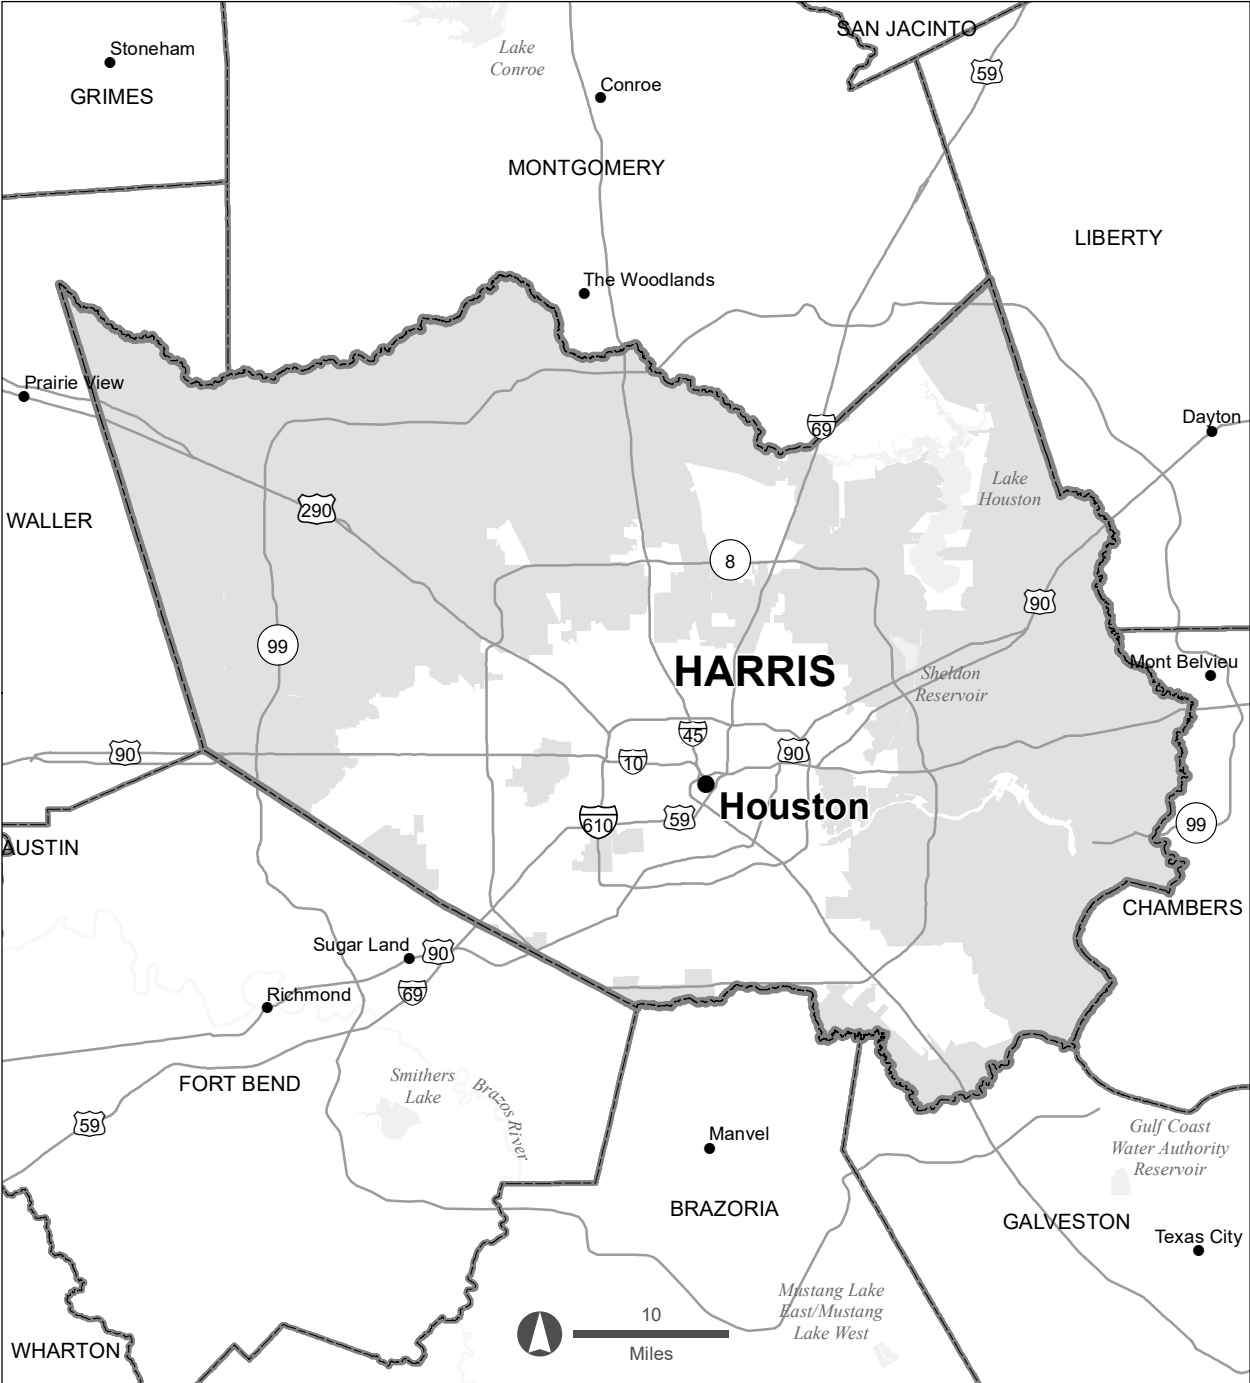 SAN JACINTO
Stoneham
Lake
Conroe
59
GRIMES
Conroe
MONTGOMERY
LIBERTY
The Woodlands
Prairie View
Dayton
69
Lake
Houston
290
WALLER
8
90
99
HARRIS
Mont Belvieu
Sheldon
Reservoir
45
90
90
10
Houston
610
59
99
AUSTIN
CHAMBERS
Sugar Land
90
Richmond
69
FORT BEND
Smithers
Lake
Brazos River
59
Manvel
Gulf Coast
Water Authority
Reservoir
BRAZORIA
GALVESTON
Texas City
Mustang Lake
East/Mustang
Lake West
10
Miles
WHARTON